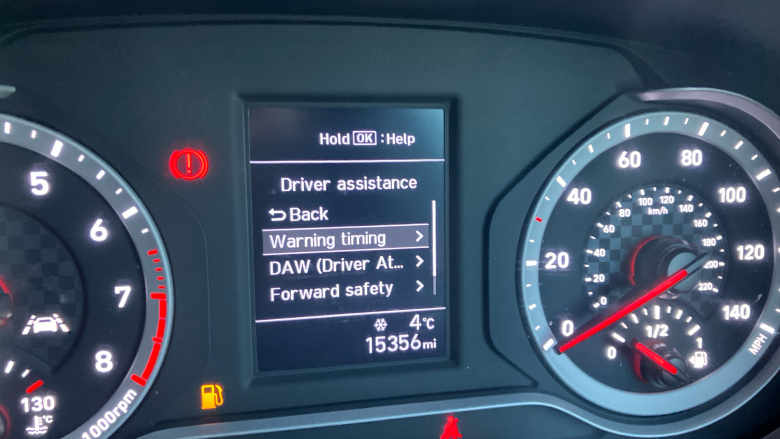 Hold OK : Help
Driver assistance
Back
Warning timing >
DAW (Driver At... >
Forward safety >
4°C
15356 mi
5
6
7
8
1000rpm
130
°C
0
20
40
60
80
100
120
140
MPH
0
20
40
60
80
100
120
140
160
180
200
220
km/h
0
1/2
1